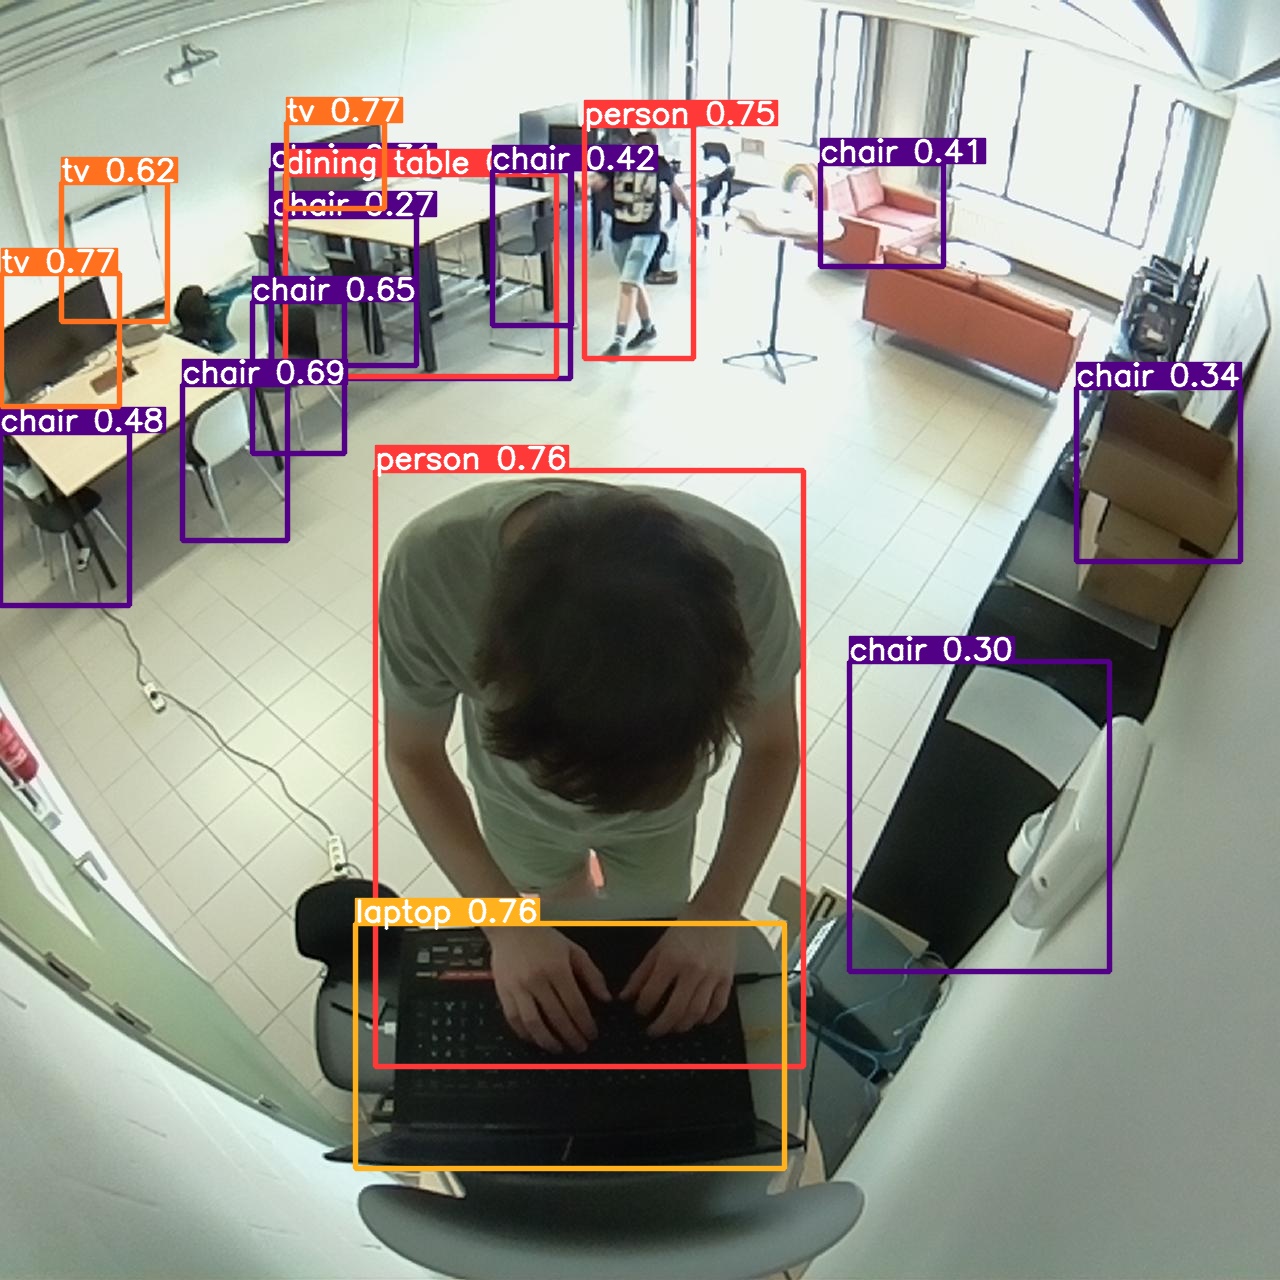 tv 0.77
person 0.75
chair 0.42
chair 0.41
dining table
tv 0.62
chair 0.27
tv 0.77
chair 0.65
chair 0.69
chair 0.34
chair 0.48
person 0.76
chair 0.30
laptop 0.76